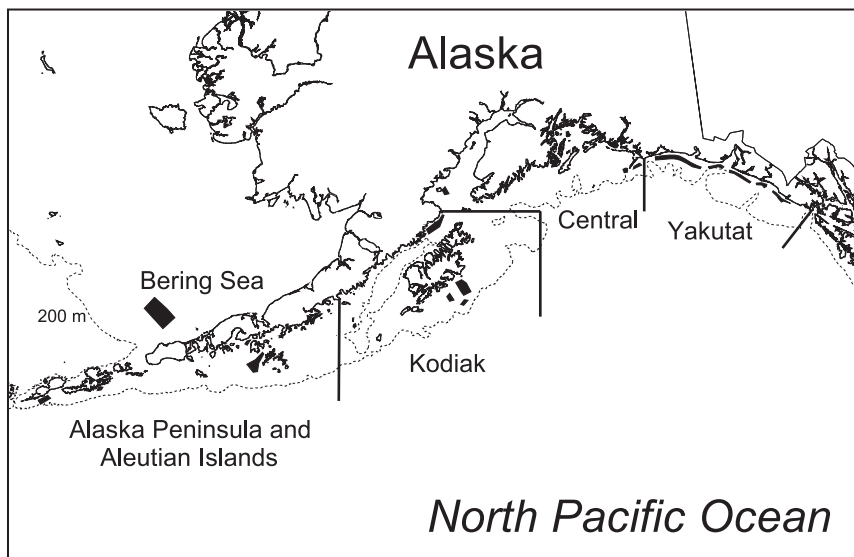 Alaska
Central
Yakutat
Bering Sea
200 m
Kodiak
Alaska Peninsula and
Aleutian Islands
North Pacific Ocean